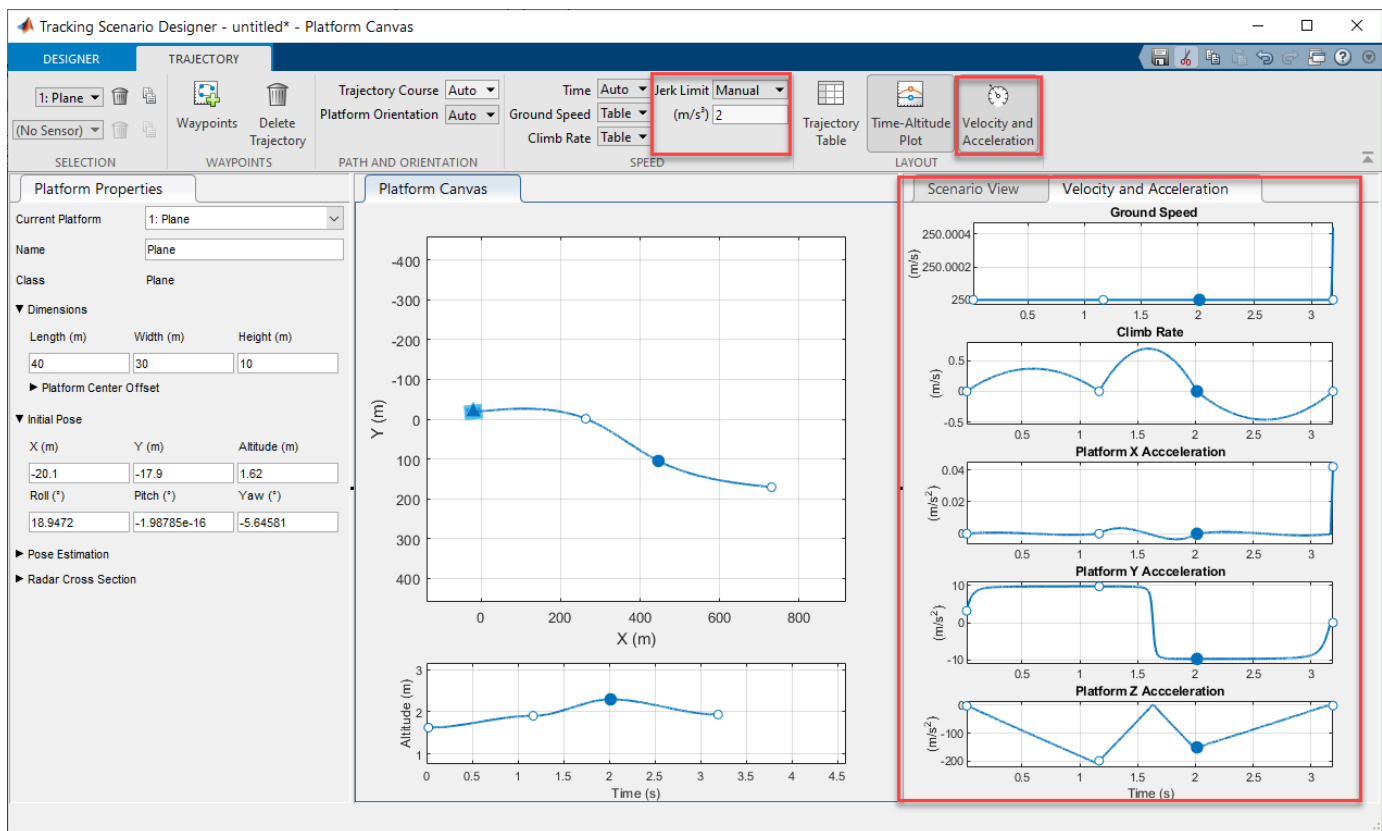 Tracking Scenario Designer - untitled* - Platform Canvas
DESIGNER
TRAJECTORY
1: Plane
(No Sensor)
SELECTION
Waypoints
Delete
Trajectory
WAYPOINTS
Trajectory Course Auto
Platform Orientation Auto
PATH AND ORIENTATION
Time Auto
Ground Speed Table
Climb Rate Table
Jerk Limit Manual
(m/s³) 2
SPEED
Trajectory
Table
Time-Altitude
Plot
Velocity and
Acceleration
LAYOUT
Platform Properties
Current Platform 1: Plane
Name Plane
Class Plane
▼ Dimensions
Length (m) Width (m) Height (m)
40 30 10
► Platform Center Offset
▼ Initial Pose
X (m) Y (m) Altitude (m)
-20.1 -17.9 1.62
Roll (°) Pitch (°) Yaw (°)
18.9472 -1.98785e-16 -5.64581
► Pose Estimation
► Radar Cross Section
Platform Canvas
-400
-300
-200
-100
0
100
200
300
400
Y (m)
0 200 400 600 800
X (m)
3
2
1
Altitude (m)
0 0.5 1 1.5 2 2.5 3 3.5 4 4.5
Time (s)
Scenario View
Velocity and Acceleration
Ground Speed
250.0004
250.0002
250
(m/s)
0.5 1 1.5 2 2.5 3
Climb Rate
0.5
0
-0.5
(m/s)
0.5 1 1.5 2 2.5 3
Platform X Accceleration
0.04
0.02
0
(m/s²)
0.5 1 1.5 2 2.5 3
Platform Y Accceleration
10
0
-10
(m/s²)
0.5 1 1.5 2 2.5 3
Platform Z Accceleration
0
-100
-200
(m/s²)
0.5 1 1.5 2 2.5 3
Time (s)